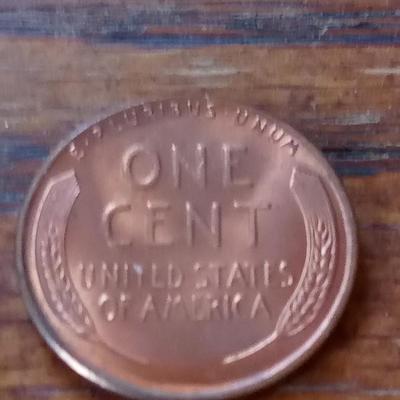 E·PLURIBUS·UNUM
ONE
CENT
UNITED STATES
OF AMERICA